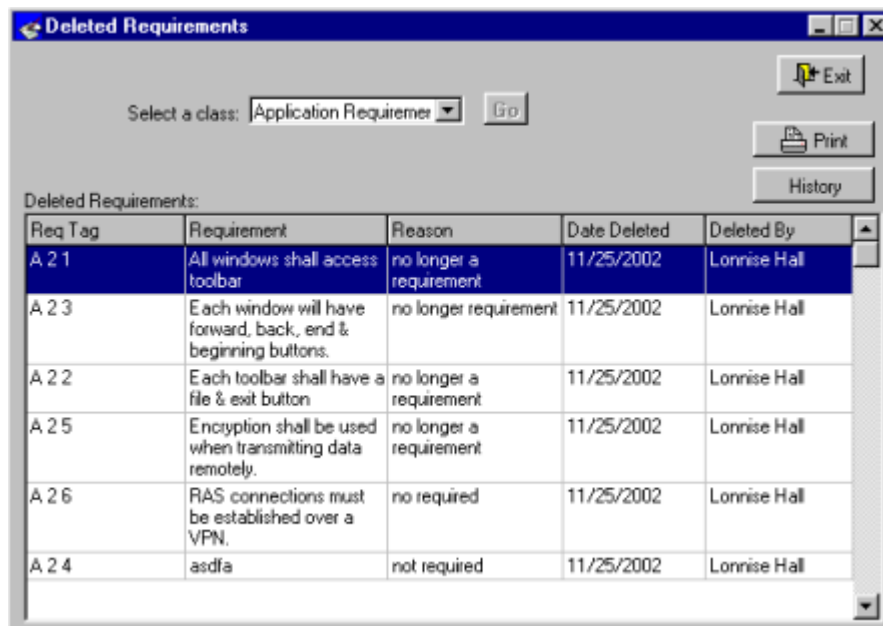 Deleted Requirements
Exit
Select a class: Application Requiremer Go
Print
History
Deleted Requirements:
Req Tag Requirement Reason Date Deleted Deleted By
A 2 1 All windows shall access no longer a 11/25/2002 Lonnise Hall
toolbar requirement
A 2 3 Each window will have no longer requirement 11/25/2002 Lonnise Hall
forward, back, end &
beginning buttons.
A 2 2 Each toolbar shall have a no longer a 11/25/2002 Lonnise Hall
file & exit button requirement
A 2 5 Encryption shall be used no longer a 11/25/2002 Lonnise Hall
when transmitting data requirement
remotely.
A 2 6 RAS connections must no required 11/25/2002 Lonnise Hall
be established over a
VPN.
A 2 4 asdfa not required 11/25/2002 Lonnise Hall